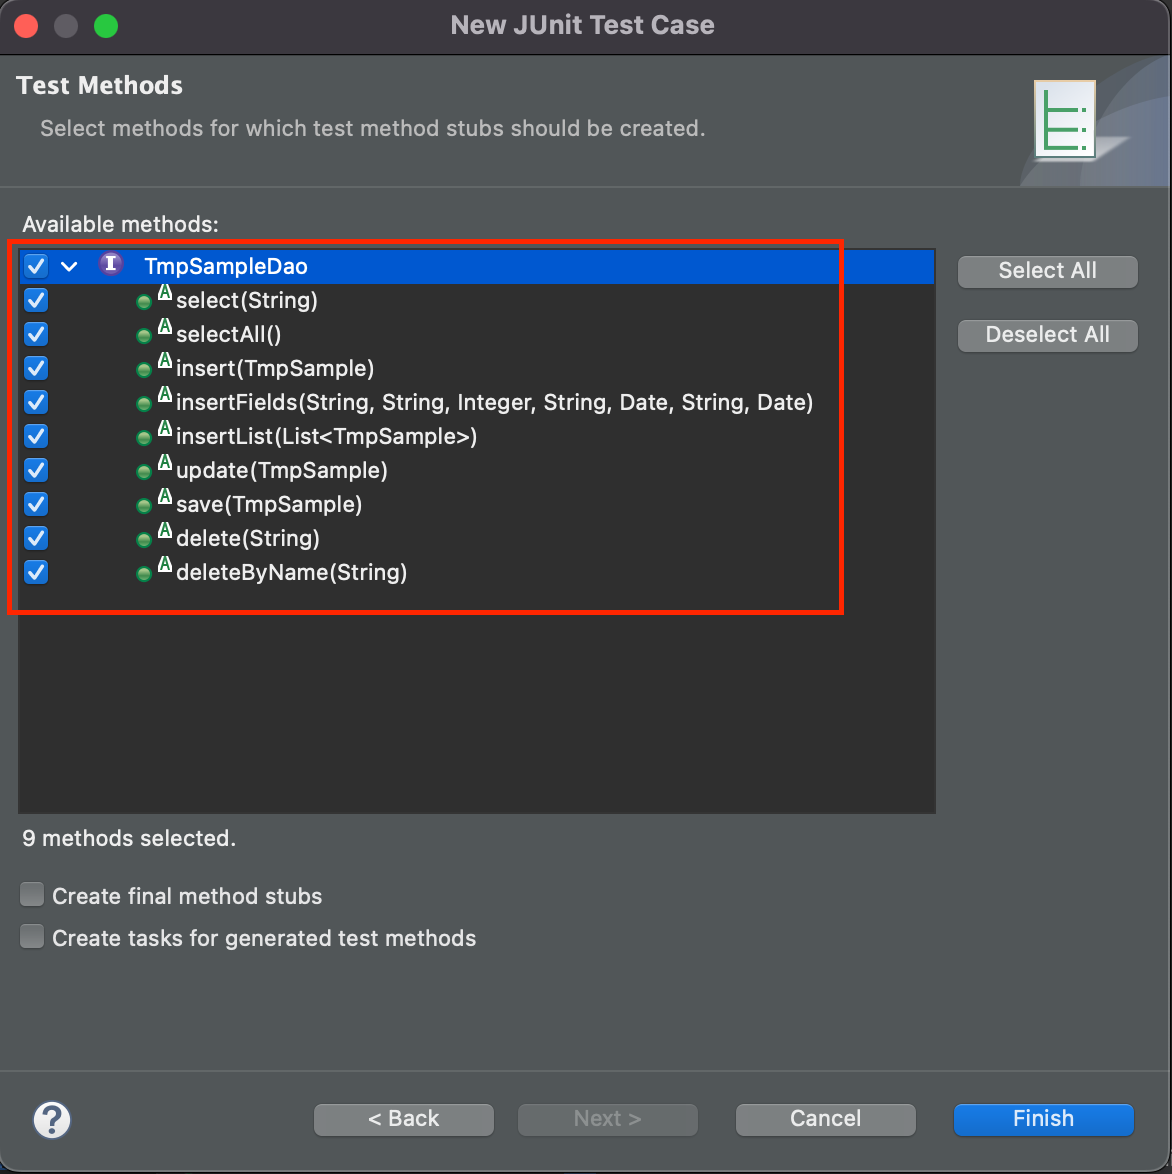 New JUnit Test Case
Test Methods
Select methods for which test method stubs should be created.
Available methods:
I TmpSampleDao
A select(String)
A selectAll()
A insert(TmpSample)
A insertFields(String, String, Integer, String, Date, String, Date)
A insertList(List<TmpSample>)
A update(TmpSample)
A save(TmpSample)
A delete(String)
A deleteByName(String)
Select All
Deselect All
9 methods selected.
Create final method stubs
Create tasks for generated test methods
? < Back Next > Cancel Finish